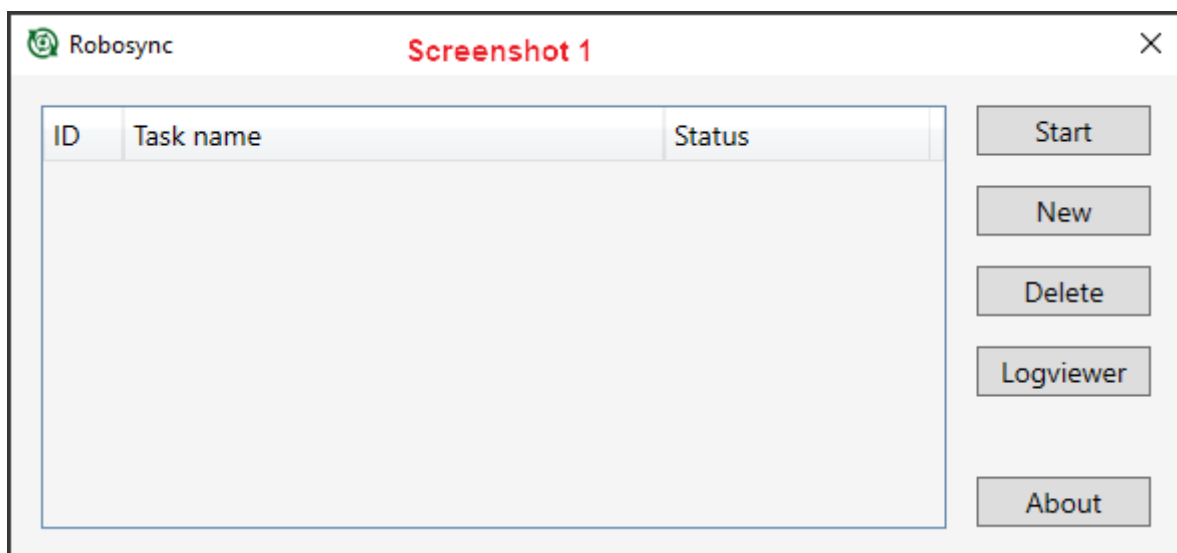 Robosync
Screenshot 1
ID Task name Status
Start
New
Delete
Logviewer
About